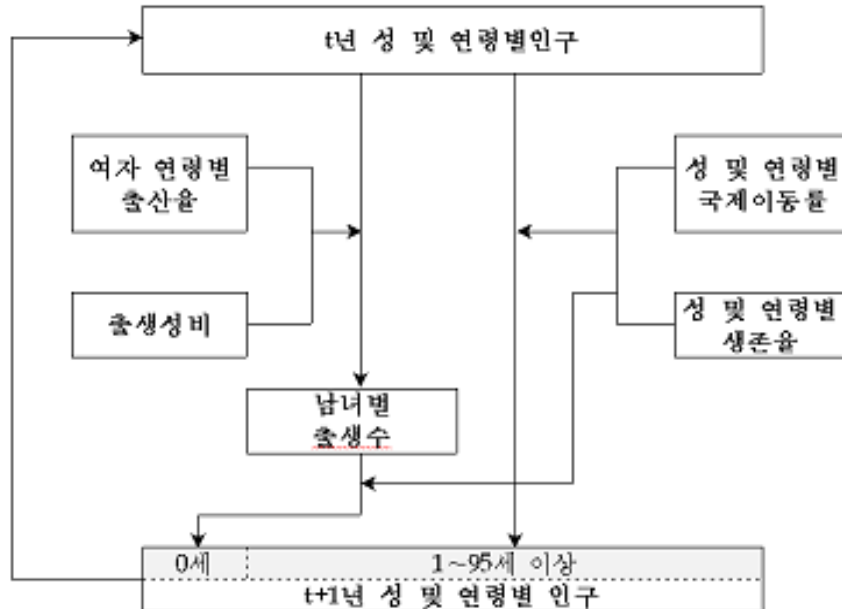 t년 성 및 연령별인구
여자 연령별
출산율
성 및 연령별
국제이동률
출생성비
성 및 연령별
생존율
남녀별
출생수
0세
1~95세 이상
t+1년 성 및 연령별 인구